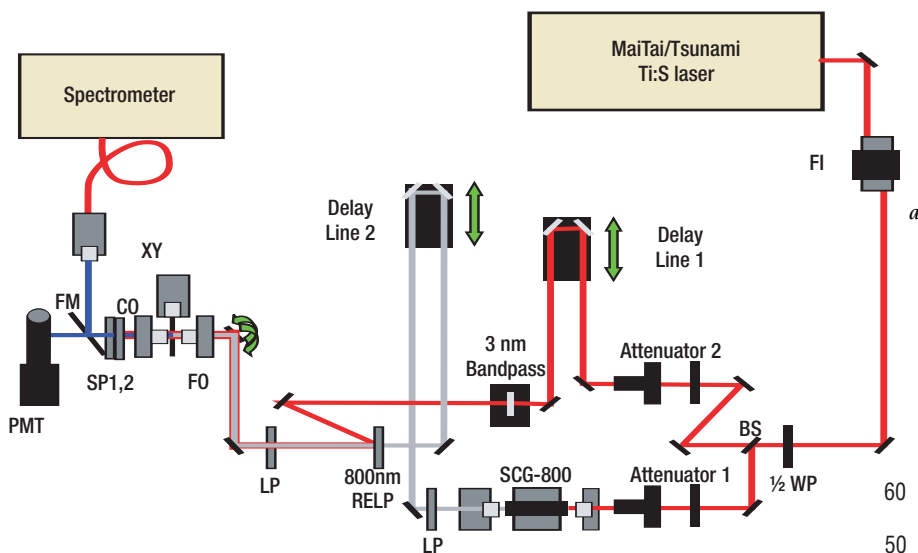 MaiTai/Tsunami
Ti:S laser
Spectrometer
FI
a
Delay
Line 2
Delay
Line 1
XY
FM
CO
3 nm
Bandpass
Attenuator 2
SP1,2
FO
PMT
BS
LP
800nm
RELP
SCG-800
Attenuator 1
½ WP
60
LP
50